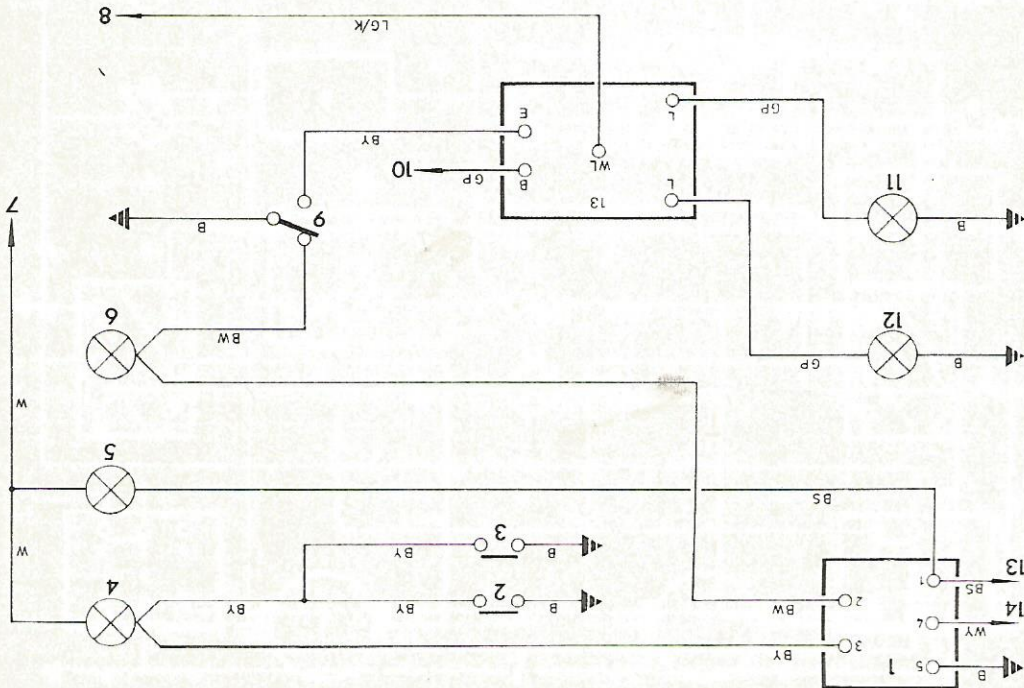 B 5 1
3 BY
14 WY 4
2 BW B 2 BY BY 4
13 BS 1
B 3 BY W
BS 5
W
B GP
12 BW 6
B
11 9 B 7
L 13
WL B GP 10
GP L E BY
LG/K 8